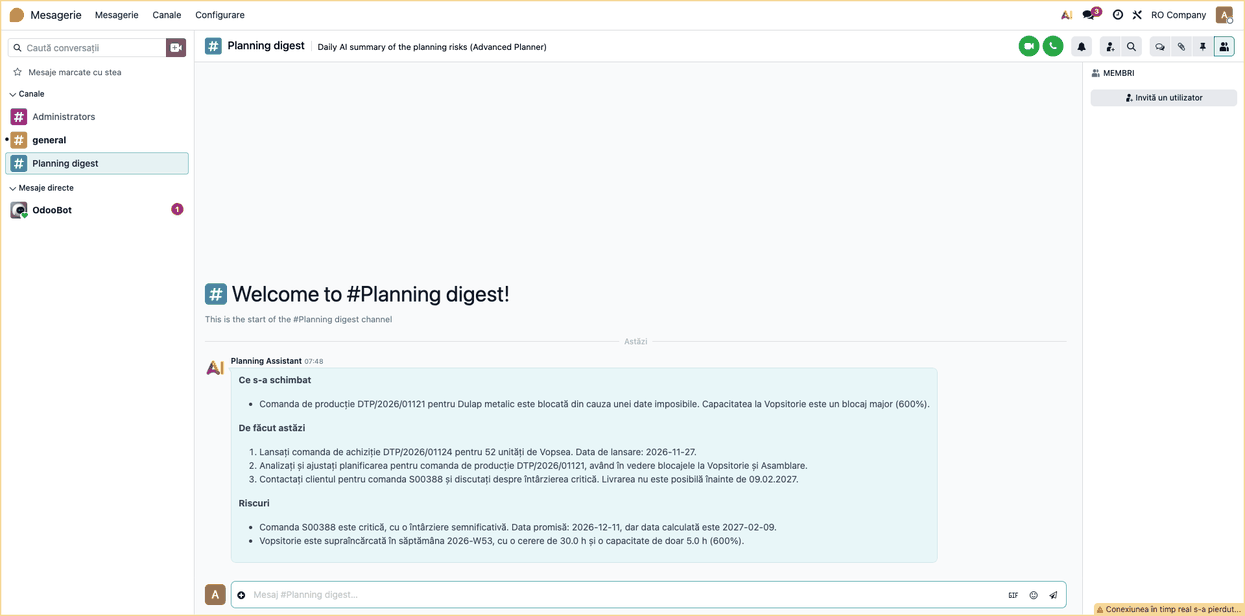 Mesagerie
Mesagerie
Canale
Configurare
AI
3
RO Company
A
Caută conversații
Mesaje marcate cu stea
Canale
# Administrators
# general
# Planning digest
Mesaje directe
OdooBot
1
# Planning digest
Daily AI summary of the planning risks (Advanced Planner)
MEMBRI
Invită un utilizator
# Welcome to #Planning digest!
This is the start of the #Planning digest channel
Astăzi
AI
Planning Assistant 07:48
Ce s-a schimbat
• Comanda de producție DTP/2026/01121 pentru Dulap metalic este blocată din cauza unei date imposibile. Capacitatea la Vopsitorie este un blocaj major (600%).
De făcut astăzi
1. Lansați comanda de achiziție DTP/2026/01124 pentru 52 unități de Vopsea. Data de lansare: 2026-11-27.
2. Analizați și ajustați planificarea pentru comanda de producție DTP/2026/01121, având în vedere blocajele la Vopsitorie și Asamblare.
3. Contactați clientul pentru comanda S00388 și discutați despre întârzierea critică. Livrarea nu este posibilă înainte de 09.02.2027.
Riscuri
• Comanda S00388 este critică, cu o întârziere semnificativă. Data promisă: 2026-12-11, dar data calculată este 2027-02-09.
• Vopsitorie este supraîncărcată în săptămâna 2026-W53, cu o cerere de 30.0 h și o capacitate de doar 5.0 h (600%).
A
Mesaj #Planning digest...
GIF
Conexiunea în timp real s-a pierdut...